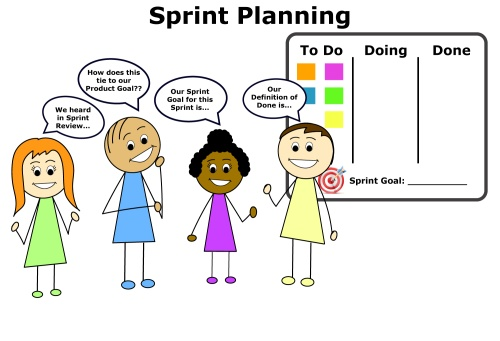 Sprint Planning
To Do
Doing
Done
How does this
tie to our
Product Goal??
Our Sprint
Goal for this
Sprint is...
Our
Definition of
Done is...
We heard
in Sprint
Review...
Sprint Goal: __________